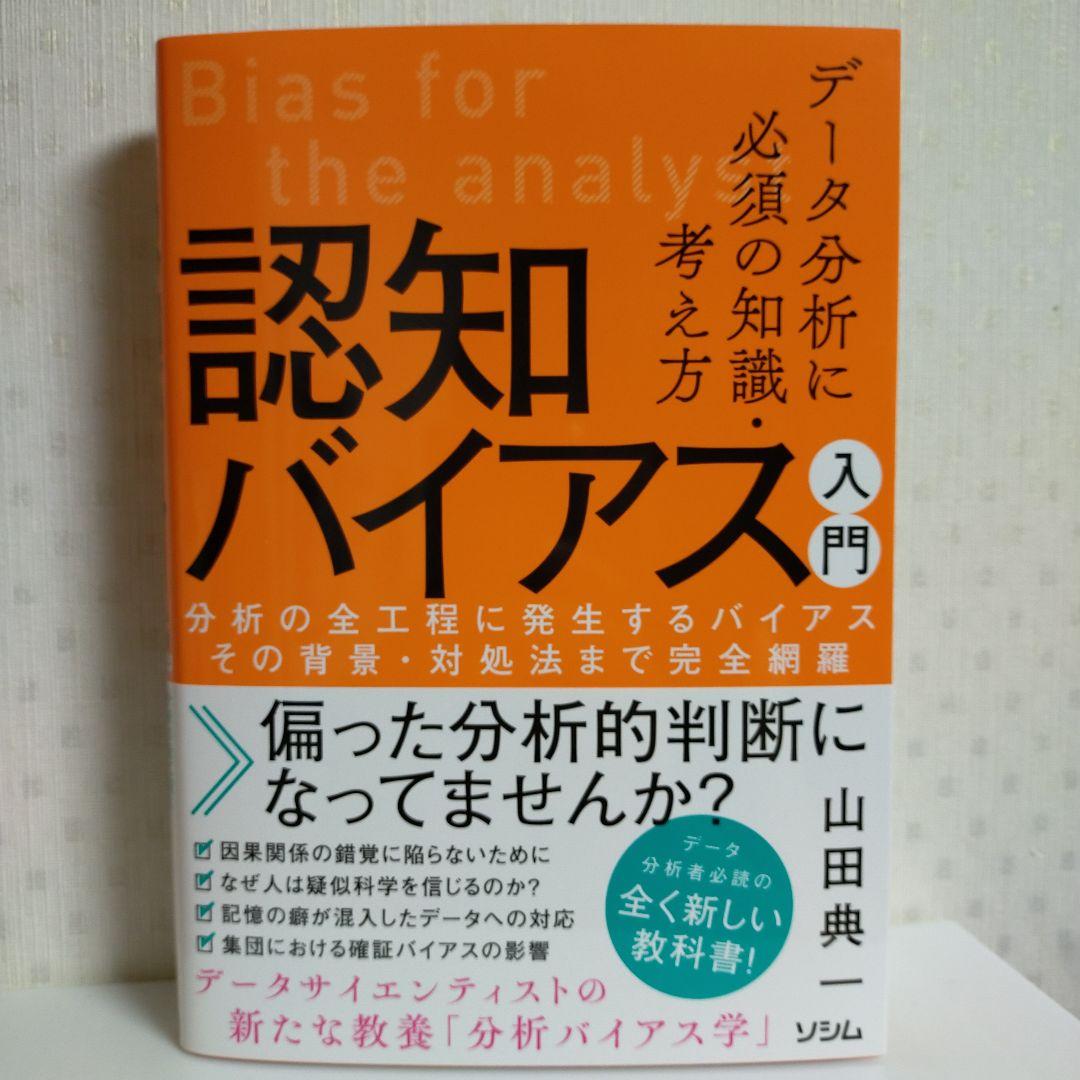 Bias for
the analyst
データ分析に
必須の知識・
考え方
認知
バイアス
入門
分析の全工程に発生するバイアス
その背景・対処法まで完全網羅
偏った分析的判断に
なってませんか?
山田典一
因果関係の錯覚に陥らないために
なぜ人は疑似科学を信じるのか?
記憶の癖が混入したデータへの対応
集団における確証バイアスの影響
データ
分析者必読の
全く新しい
教科書!
データサイエンティストの
新たな教養「分析バイアス学」
ソシム